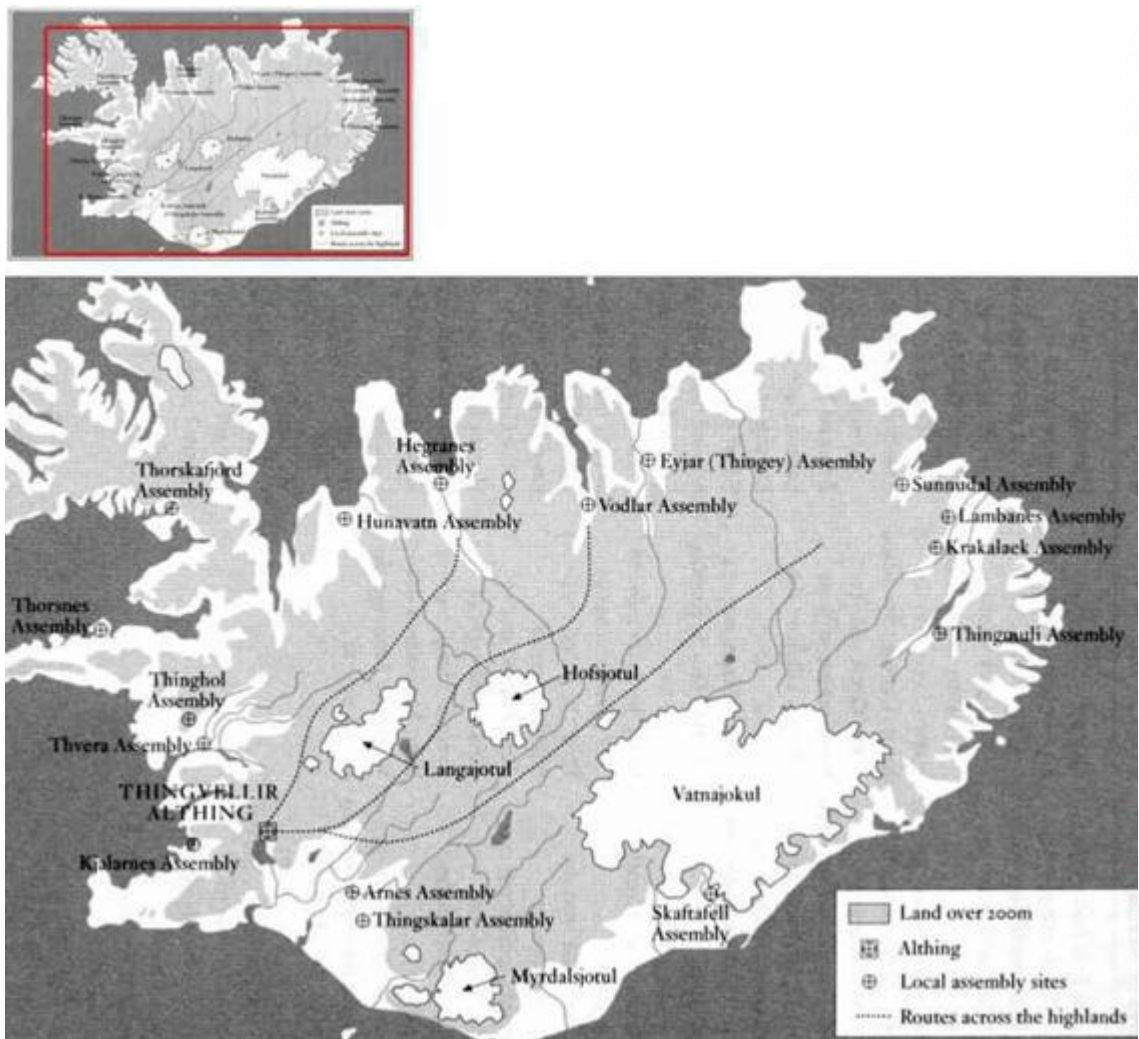 Hegranes
Assembly
Eyjar (Thingey) Assembly
Thorskafjord
Assembly
Sunnudal Assembly
Hunavatn Assembly
Vodlar Assembly
Lambanes Assembly
Krakalaek Assembly
Thorsnes
Assembly
Thingmuli Assembly
Thinghol
Assembly
Hofsjotul
Thvera Assembly
Langajotul
THINGVELLIR
ALTHING
Vatnajokul
Kjalarnes Assembly
Arnes Assembly
Thingskalar Assembly
Skaftafell
Assembly
Myrdalsjotul
Land over 200m
Althing
Local assembly sites
Routes across the highlands